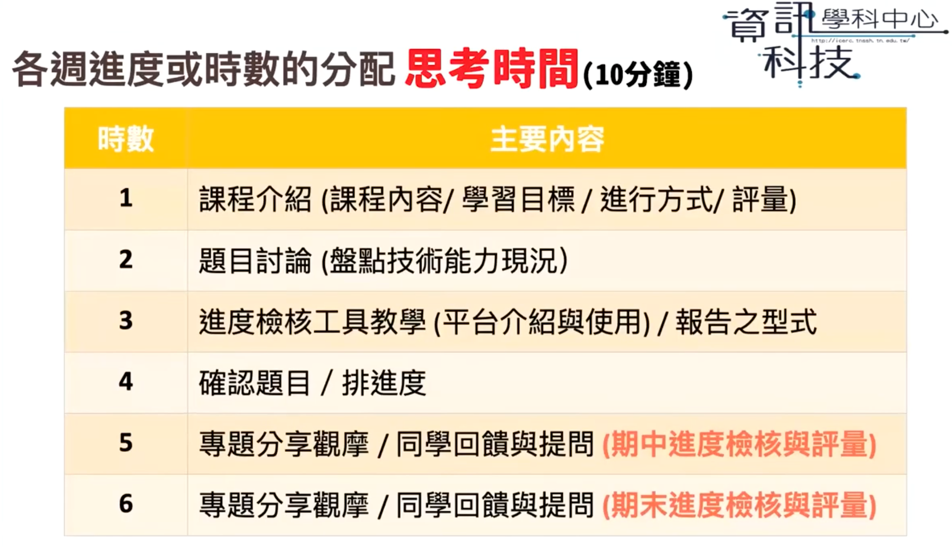 資訊
科技
學科中心
各週進度或時數的分配 思考時間(10分鐘)
時數 主要內容
1 課程介紹 (課程內容/ 學習目標 / 進行方式/ 評量)
2 題目討論 (盤點技術能力現況)
3 進度檢核工具教學 (平台介紹與使用) / 報告之型式
4 確認題目 / 排進度
5 專題分享觀摩 / 同學回饋與提問 (期中進度檢核與評量)
6 專題分享觀摩 / 同學回饋與提問 (期末進度檢核與評量)